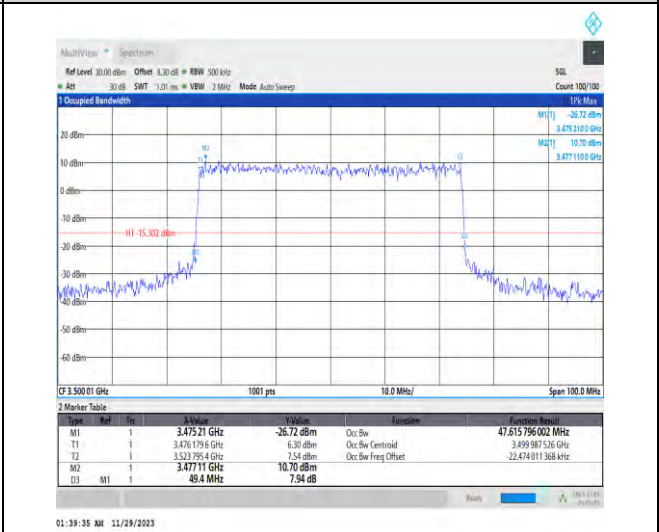 MultiView Spectrum
Ref Level 30.00 dBm Offset 8.30 dB RBW 500 kHz SGL
Att 30 dB SWT 1.01 ms VBW 2 MHz Mode Auto Sweep Count 100/100
1 Occupied Bandwidth 1Pk Max
M1[1] -26.72 dBm
3.475 2100 GHz
M2[1] 10.70 dBm
3.477 1100 GHz
20 dBm
M2
T1
10 dBm
0 dBm
-10 dBm
H1 -15.302 dBm
M1
-20 dBm
-30 dBm
-40 dBm
-50 dBm
-60 dBm
CF 3.500 01 GHz 1001 pts 10.0 MHz/ Span 100.0 MHz
2 Marker Table
Type Ref Trc X-Value Y-Value Function Function Result
M1 1 3.475 21 GHz -26.72 dBm Occ Bw 47.615 796 002 MHz
T1 1 3.476 179 6 GHz 6.30 dBm Occ Bw Centroid 3.499 987 526 GHz
T2 1 3.523 795 4 GHz 7.54 dBm Occ Bw Freq Offset -22.474 011 368 kHz
M2 1 3.477 11 GHz 10.70 dBm
D3 M1 1 49.4 MHz 7.94 dB
Ready
01:39:35 AM 11/29/2023